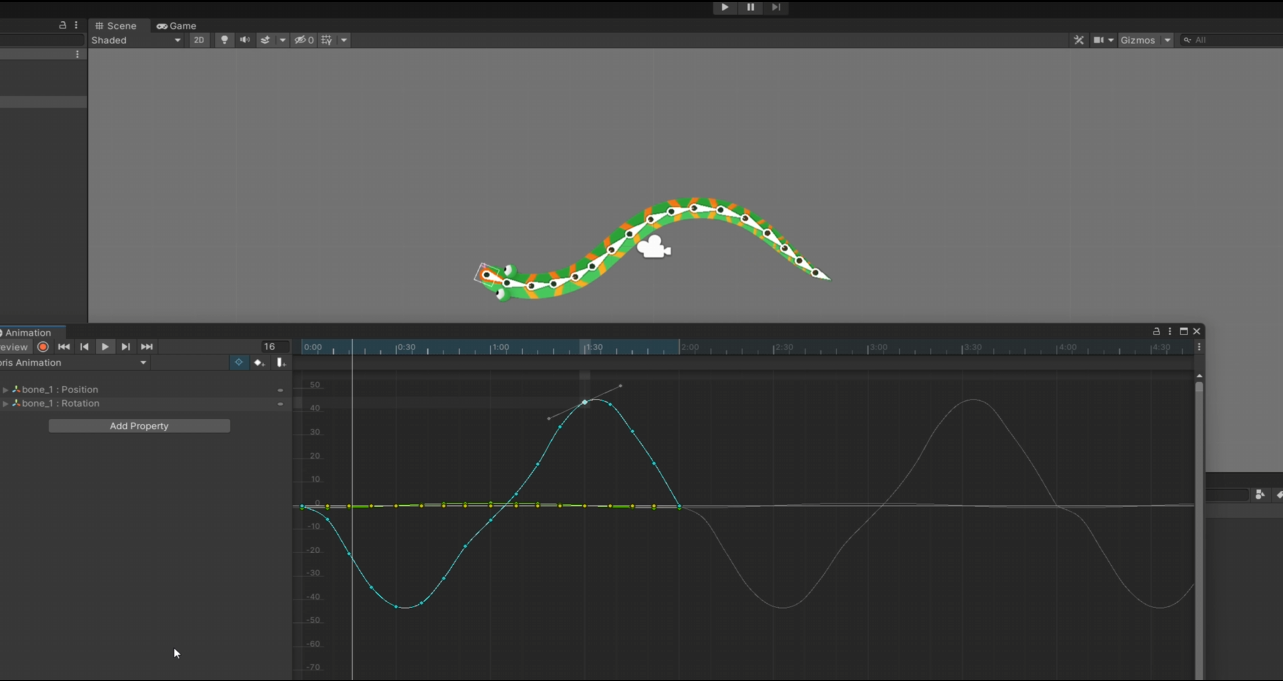 Scene Game
Shaded 2D 0 Gizmos All
Animation
eview 16 0:00 0:30 1:00 1:30 2:00 2:30 3:00 3:30 4:00 4:30
oris Animation
bone_1 : Position
bone_1 : Rotation
Add Property
50
40
30
20
10
0
-10
-20
-30
-40
-50
-60
-70